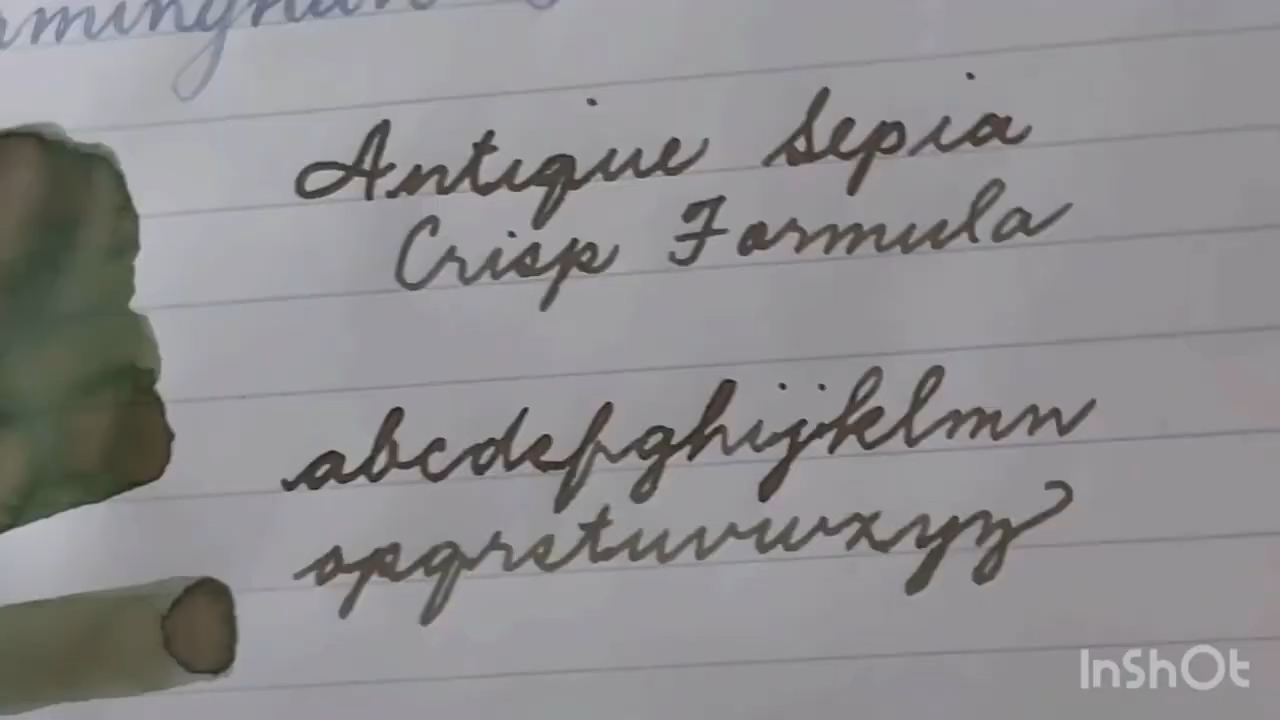 Antique Sepia
Crisp Formula
abcdefghijklmn
opqrstuvwxyz
InShOt